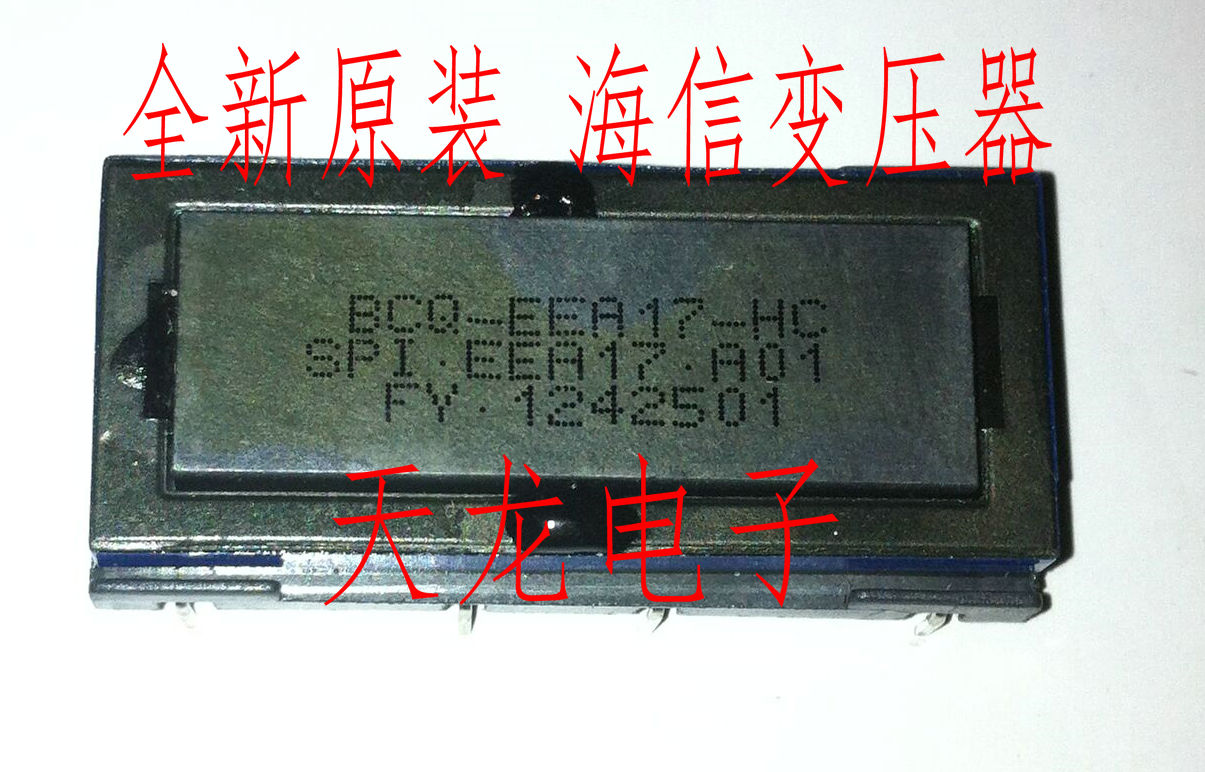 全新原装 海信变压器
BCQ-EEA17-HC
SPI.EEA17.A01
FY.1242501
天龙电子